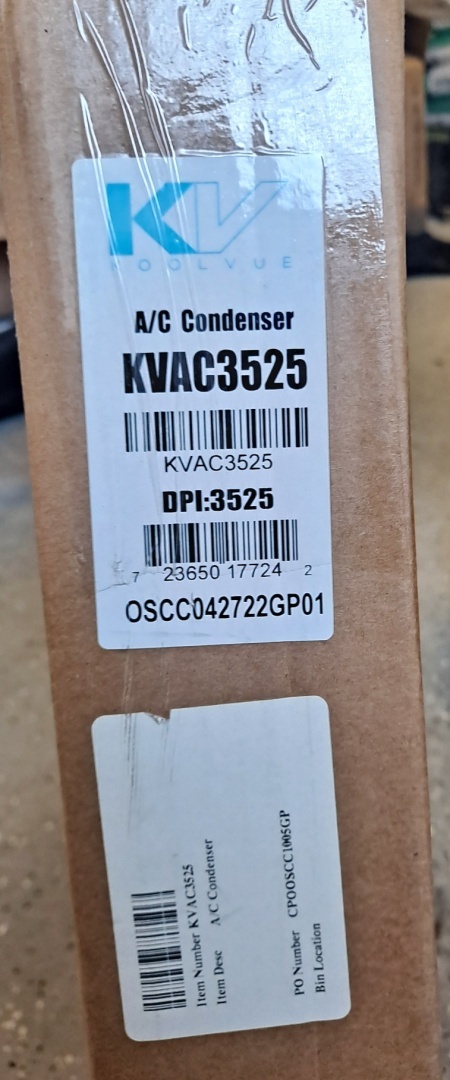 KV
KOOLVUE
A/C Condenser
KVAC3525
KVAC3525
DPI:3525
7 23650 17724 2
OSCC042722GP01
Item Number KVAC3525
Item Desc A/C Condenser
PO Number CPOOSCC1005GP
Bin Location